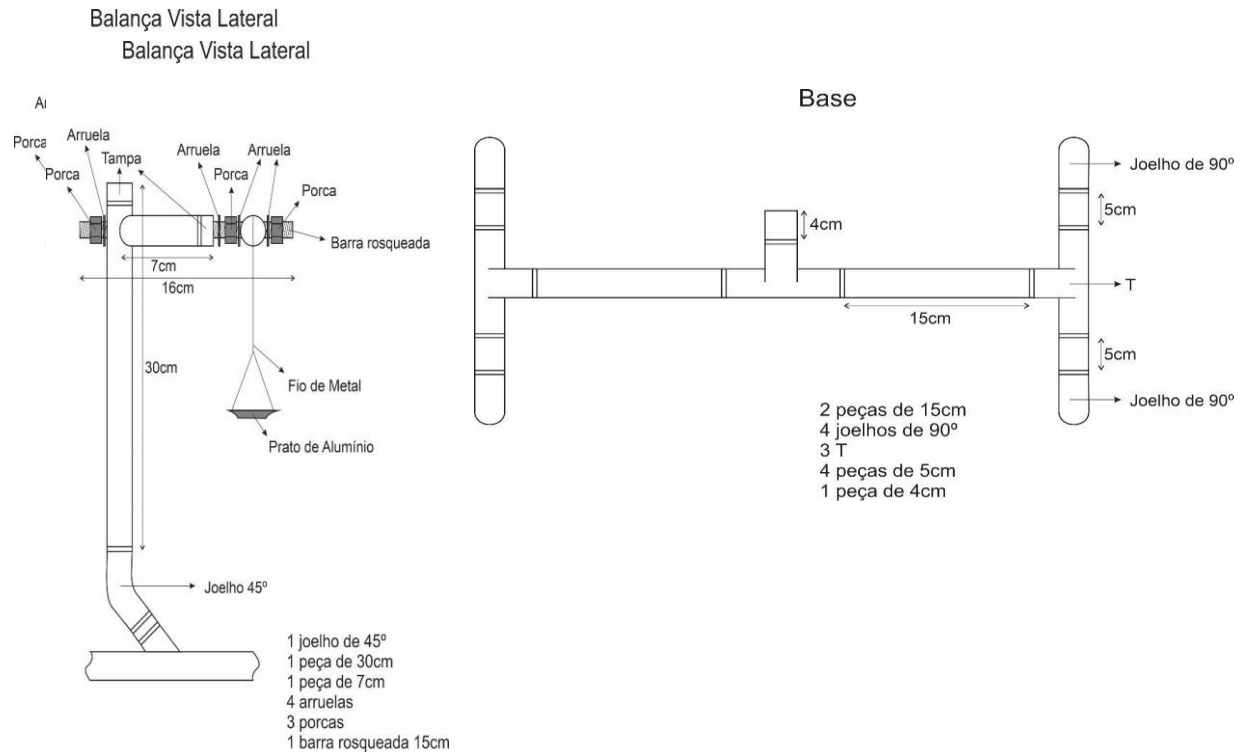 Balança Vista Lateral
Balança Vista Lateral
Porca
Arruela
Tampa
Porca
Arruela
Porca
Arruela
Porca
Barra rosqueada
7cm
16cm
30cm
Fio de Metal
Prato de Alumínio
Joelho 45º
1 joelho de 45º
1 peça de 30cm
1 peça de 7cm
4 arruelas
3 porcas
1 barra rosqueada 15cm
Base
Joelho de 90º
5cm
4cm
T
15cm
5cm
Joelho de 90º
2 peças de 15cm
4 joelhos de 90º
3 T
4 peças de 5cm
1 peça de 4cm